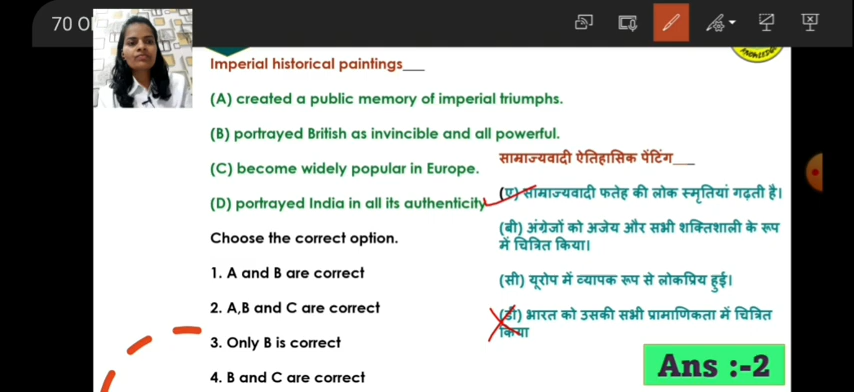 70 O
Imperial historical paintings___
(A) created a public memory of imperial triumphs.
(B) portrayed British as invincible and all powerful.
(C) become widely popular in Europe.
(D) portrayed India in all its authenticity
Choose the correct option.
1. A and B are correct
2. A,B and C are correct
3. Only B is correct
4. B and C are correct
साम्राज्यवादी ऐतिहासिक पेंटिंग___
(ए) साम्राज्यवादी फतेह की लोक स्मृतियां गढ़ती है।
(बी) अंग्रेजों को अजेय और सभी शक्तिशाली के रूप
में चित्रित किया।
(सी) यूरोप में व्यापक रूप से लोकप्रिय हुई।
(डी) भारत को उसकी सभी प्रामाणिकता में चित्रित
किया
Ans :-2